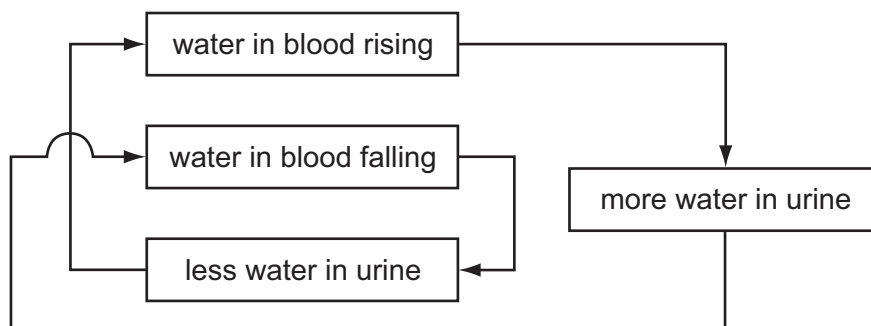 water in blood rising
water in blood falling
more water in urine
less water in urine